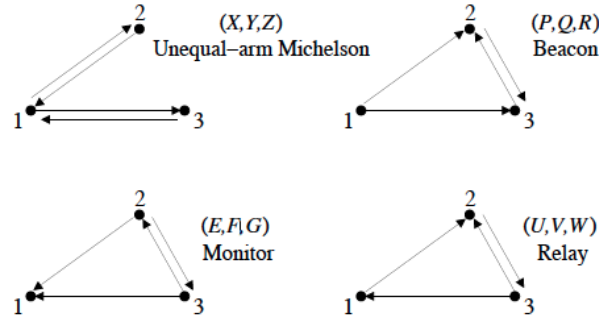 2
(X,Y,Z)
Unequal−arm Michelson
1
3
2
(P,Q,R)
Beacon
1
3
2
(E,F,G)
Monitor
1
3
2
(U,V,W)
Relay
1
3